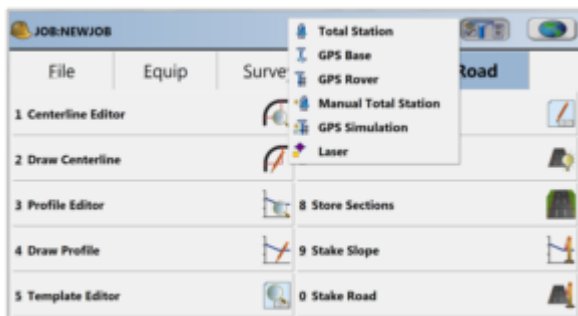 JOB:NEWJOB
File Equip Surve Road
Total Station
GPS Base
GPS Rover
Manual Total Station
GPS Simulation
Laser
1 Centerline Editor
2 Draw Centerline
3 Profile Editor
8 Store Sections
4 Draw Profile
9 Stake Slope
5 Template Editor
0 Stake Road